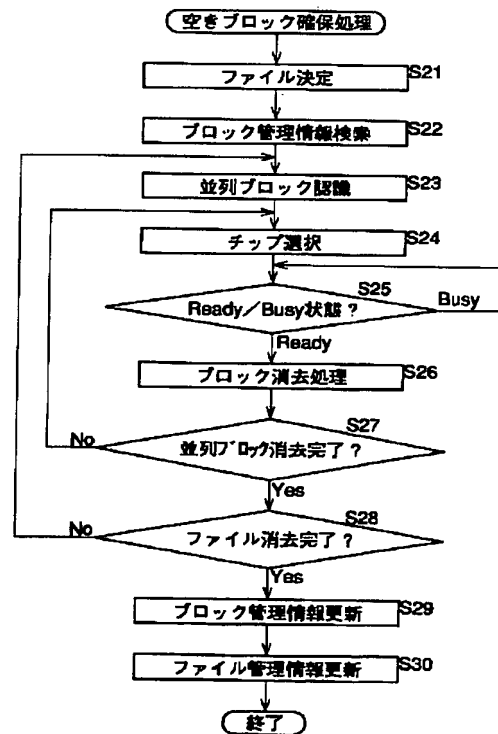 空きブロック確保処理
ファイル決定 S21
ブロック管理情報検索 S22
並列ブロック認識 S23
チップ選択 S24
S25
Ready/Busy状態? Busy
Ready
ブロック消去処理 S26
S27
No 並列ブロック消去完了?
Yes
S28
No ファイル消去完了?
Yes
ブロック管理情報更新 S29
ファイル管理情報更新 S30
終了